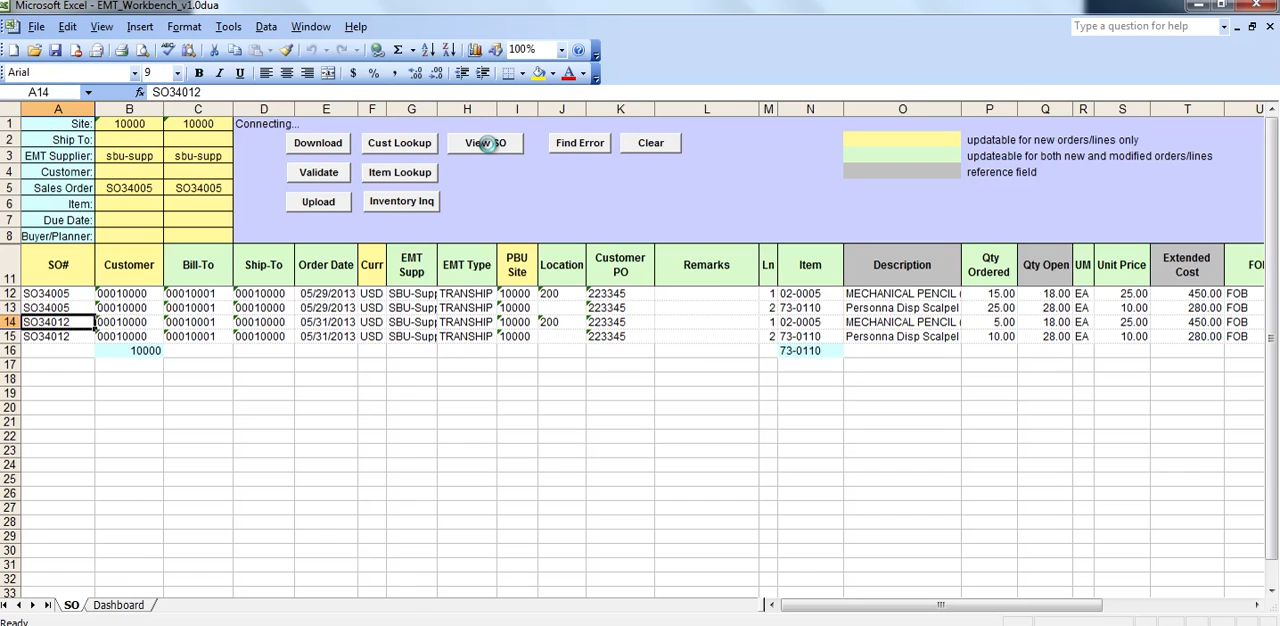 Microsoft Excel - EMT_Workbench_v1.0dua
File Edit View Insert Format Tools Data Window Help
Type a question for help
100%
Arial 9 B I U $ % ,
A14 fx SO34012
A B C D E F G H I J K L M N O P Q R S T U
1 Site: 10000 10000 Connecting...
2 Ship To: Download Cust Lookup View SO Find Error Clear updatable for new orders/lines only
3 EMT Supplier: sbu-supp sbu-supp updateable for both new and modified orders/lines
4 Customer: Validate Item Lookup reference field
5 Sales Order SO34005 SO34005
6 Item: Upload Inventory Inq
7 Due Date:
8 Buyer/Planner:
11 SO# Customer Bill-To Ship-To Order Date Curr EMT Supp EMT Type PBU Site Location Customer PO Remarks Ln Item Description Qty Ordered Qty Open UM Unit Price Extended Cost FO
12 SO34005 00010000 00010001 00010000 05/29/2013 USD SBU-Supp TRANSHIP 10000 200 223345 1 02-0005 MECHANICAL PENCIL ( 15.00 18.00 EA 25.00 450.00 FOB
13 SO34005 00010000 00010001 00010000 05/29/2013 USD SBU-Supp TRANSHIP 10000 223345 2 73-0110 Personna Disp Scalpel 25.00 28.00 EA 10.00 280.00 FOB
14 SO34012 00010000 00010001 00010000 05/31/2013 USD SBU-Supp TRANSHIP 10000 200 223345 1 02-0005 MECHANICAL PENCIL ( 5.00 18.00 EA 25.00 450.00 FOB
15 SO34012 00010000 00010001 00010000 05/31/2013 USD SBU-Supp TRANSHIP 10000 223345 2 73-0110 Personna Disp Scalpel 10.00 28.00 EA 10.00 280.00 FOB
16 10000 73-0110
17
18
19
20
21
22
23
24
25
26
27
28
29
30
31
32
33
SO Dashboard
Ready